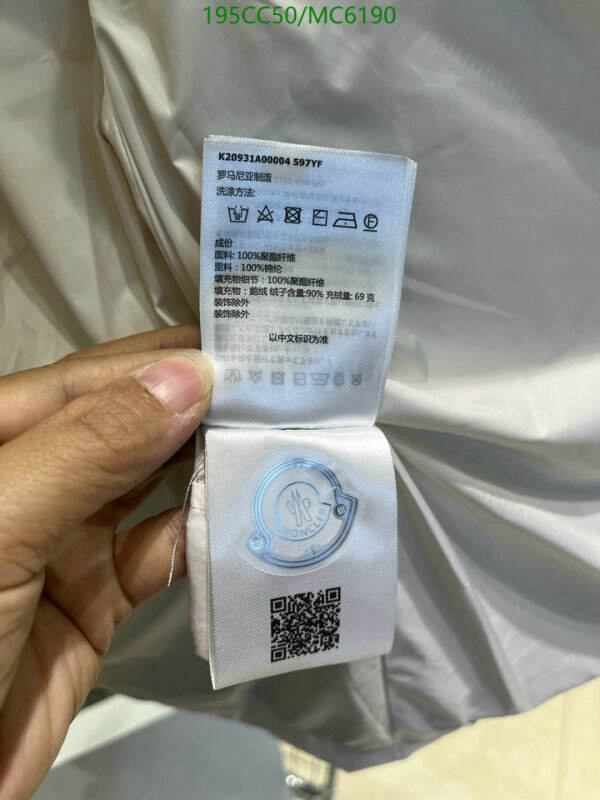 195CC50/MC6190
K20931A00004 597YF
罗马尼亚制造
洗涤方法:
成份
面料：100%聚酯纤维
里料：100%锦纶
填充物细节：100%聚酯纤维
填充物：鹅绒 绒子含量:90% 充绒量: 69 克
装饰除外
装饰除外
以中文标识为准
MONCLER